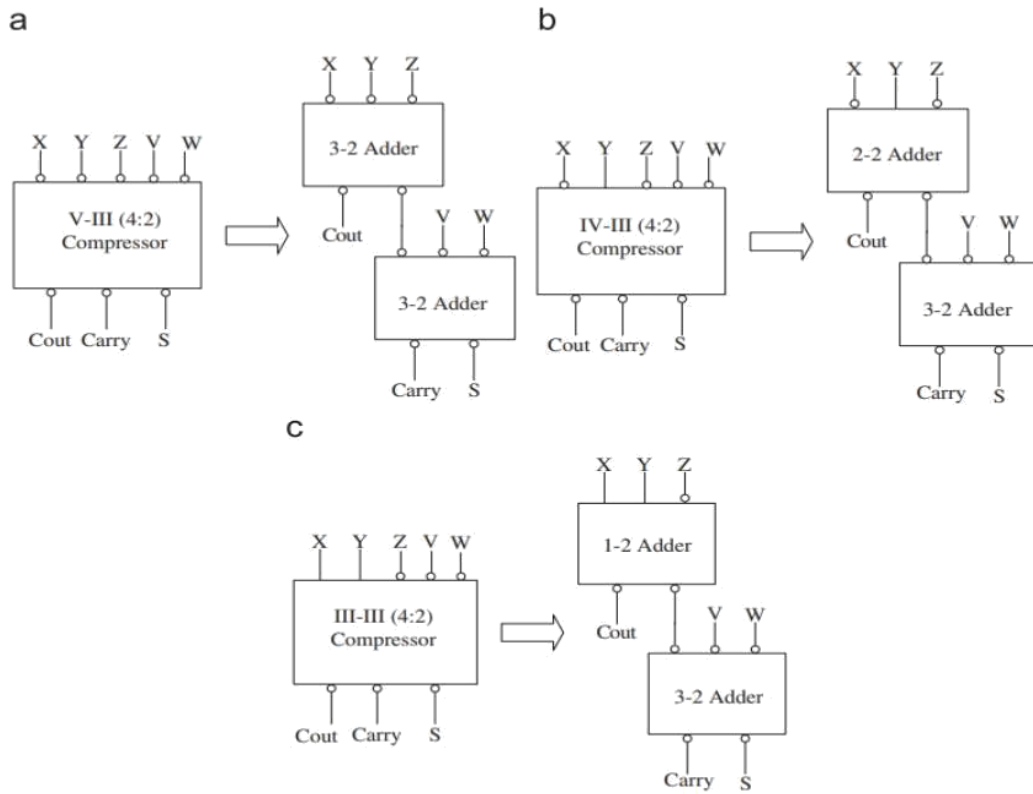 a
X Y Z V W
V-III (4:2)
Compressor
Cout Carry S
X Y Z
3-2 Adder
Cout
V W
3-2 Adder
Carry S
b
X Y Z V W
IV-III (4:2)
Compressor
Cout Carry S
X Y Z
2-2 Adder
Cout
V W
3-2 Adder
Carry S
c
X Y Z V W
III-III (4:2)
Compressor
Cout Carry S
X Y Z
1-2 Adder
Cout
V W
3-2 Adder
Carry S